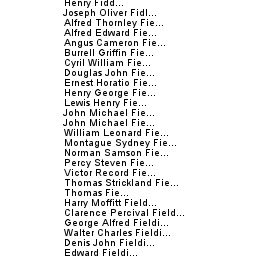 Henry Fidd...
Joseph Oliver Fidl...
Alfred Thornley Fie...
Alfred Edward Fie...
Angus Cameron Fie...
Burrell Griffin Fie...
Cyril William Fie...
Douglas John Fie...
Ernest Horatio Fie...
Henry George Fie...
Lewis Henry Fie...
John Michael Fie...
John Michael Fie...
William Leonard Fie...
Montague Sydney Fie...
Norman Samson Fie...
Percy Steven Fie...
Victor Record Fie...
Thomas Strickland Fie...
Thomas Fie...
Harry Moffitt Field...
Clarence Percival Field...
George Alfred Fieldi...
Walter Charles Fieldi...
Denis John Fieldi...
Edward Fieldi...